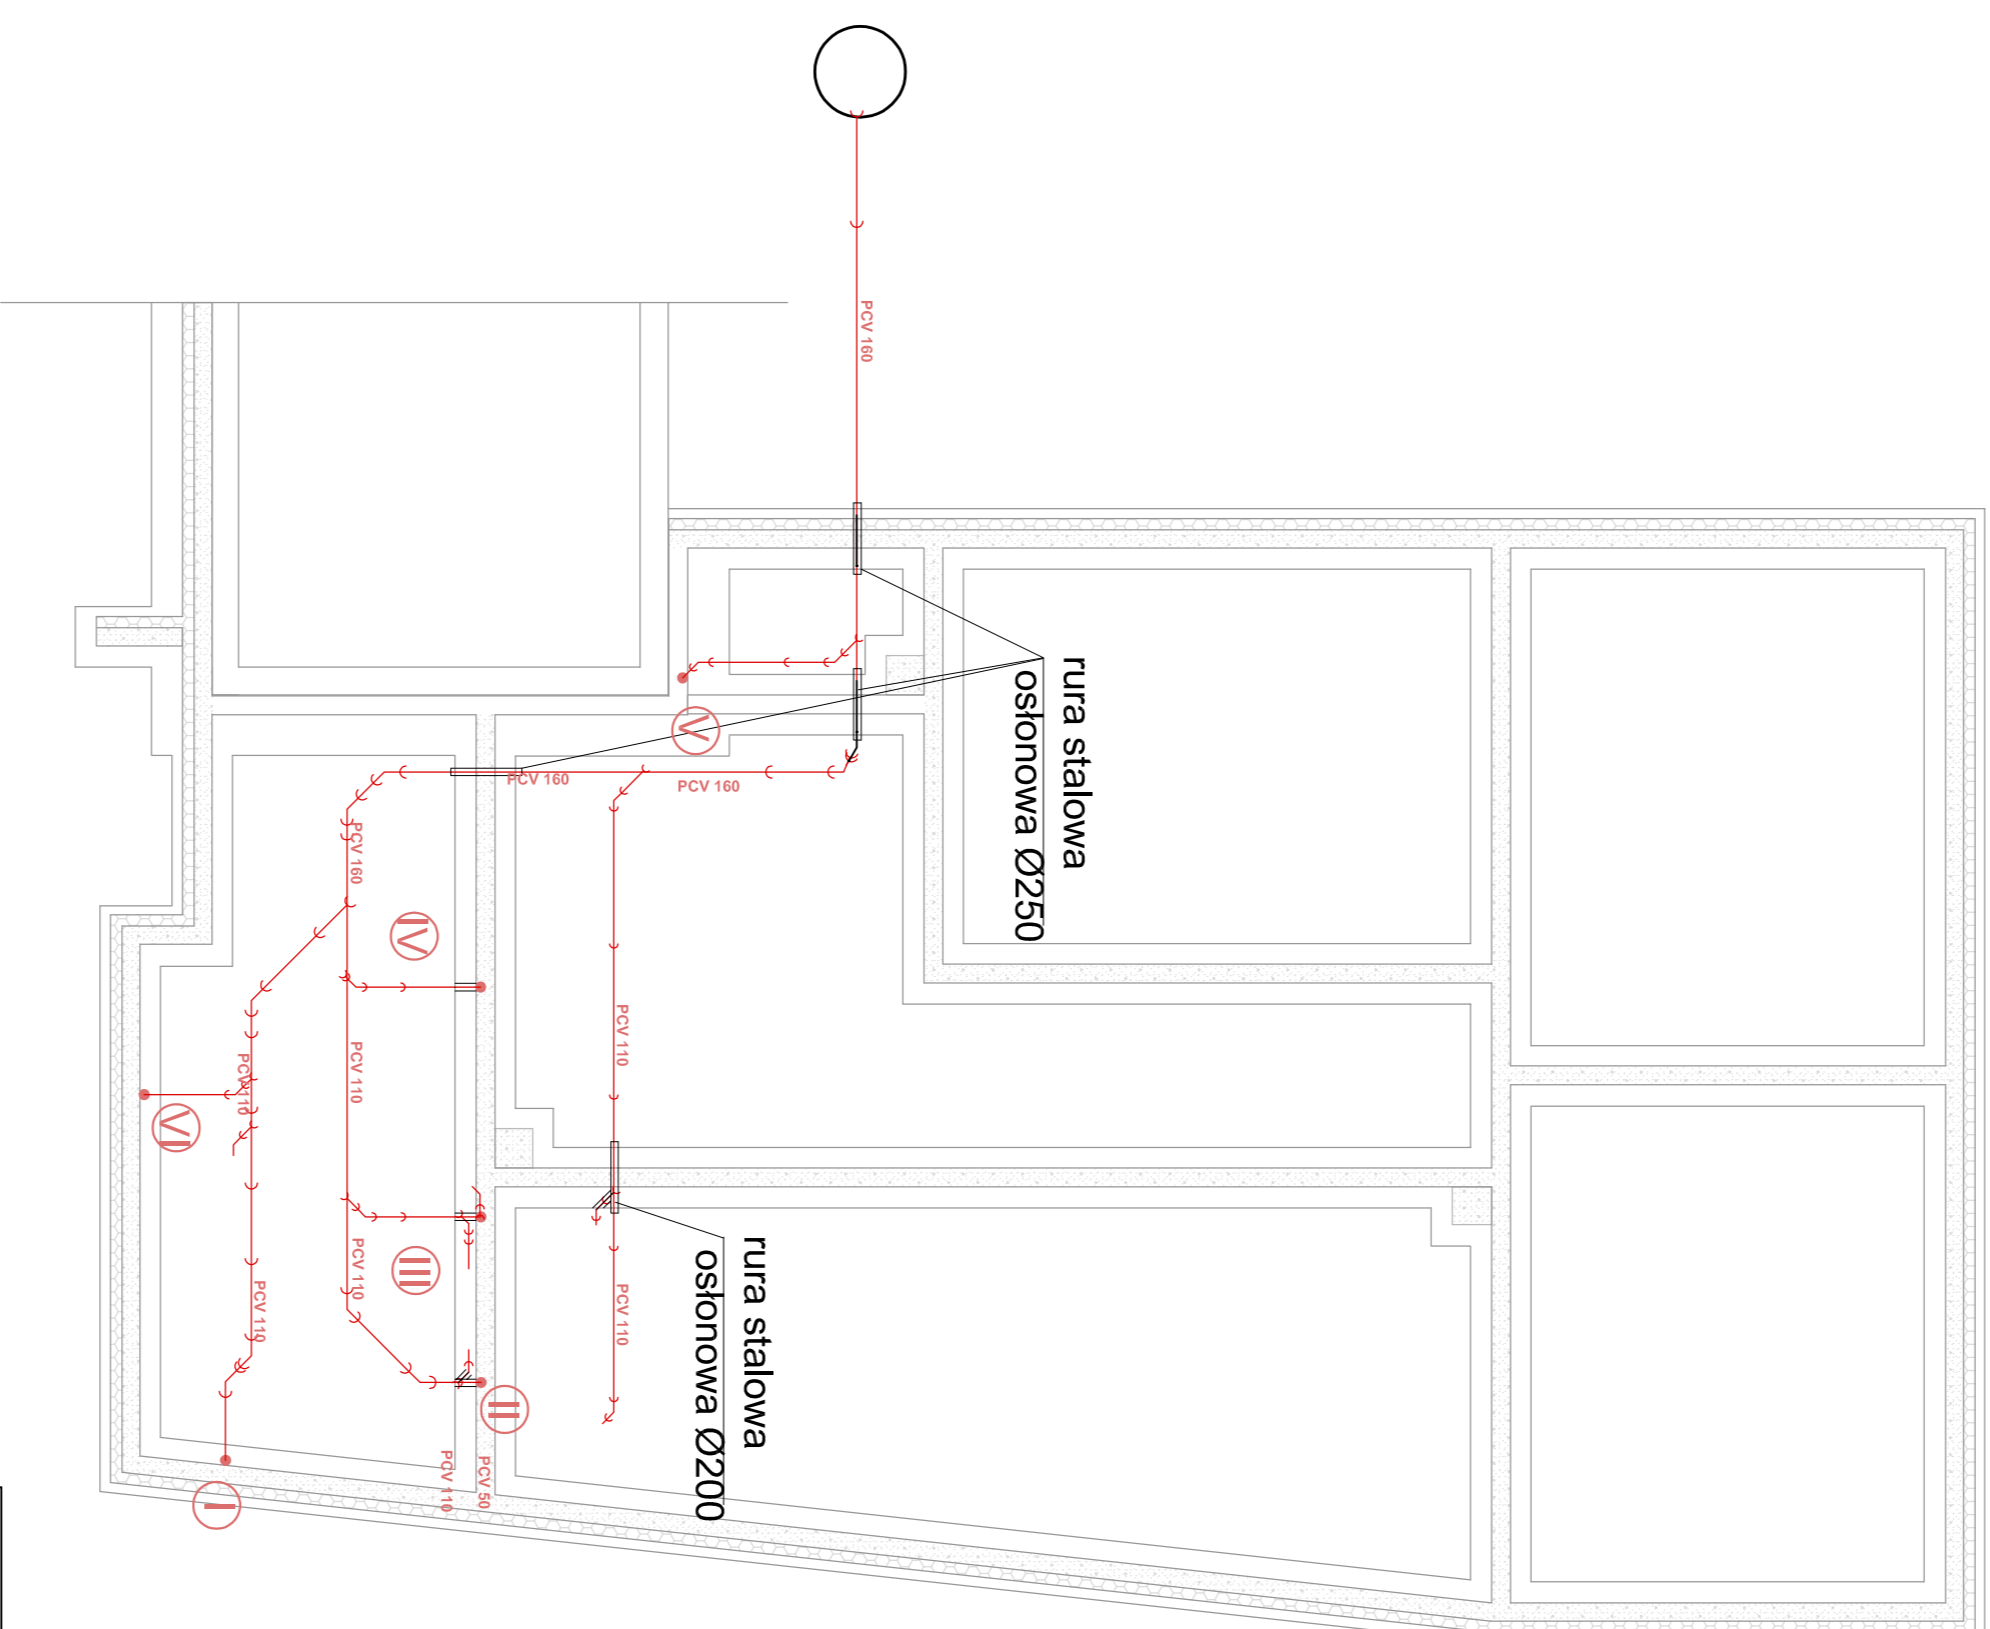 PCV 160
rura stalowa
osłonowa Ø250
V
PCV 160
PCV 160
PCV 160
IV
PCV 110
PCV 110
PCV 110
VI
III
PCV 110
PCV 110
PCV 110
rura stalowa
osłonowa Ø200
II
PCV 110
PCV 50
I